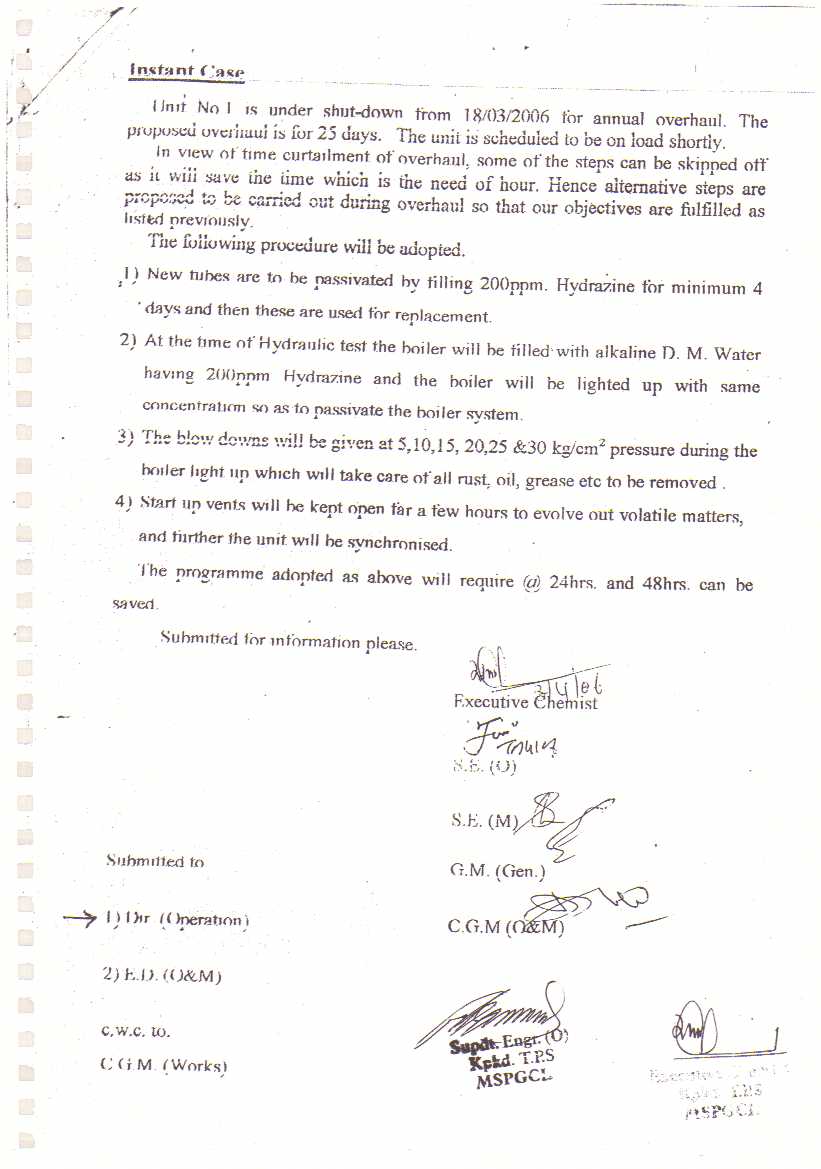 Instant Case
Unit No I is under shut-down from 18/03/2006 for annual overhaul. The
proposed overhaul is for 25 days. The unit is scheduled to be on load shortly.
In view of time curtailment of overhaul, some of the steps can be skipped off
as it will save the time which is the need of hour. Hence alternative steps are
proposed to be carried out during overhaul so that our objectives are fulfilled as
listed previously.
The following procedure will be adopted.
1) New tubes are to be passivated by filling 200ppm. Hydrazine for minimum 4
days and then these are used for replacement.
2) At the time of Hydraulic test the boiler will be filled with alkaline D. M. Water
having 200ppm Hydrazine and the boiler will be lighted up with same
concentration so as to passivate the boiler system.
3) The blow downs will be given at 5,10,15, 20,25 &30 kg/cm² pressure during the
boiler light up which will take care of all rust, oil, grease etc to be removed .
4) Start up vents will be kept open far a few hours to evolve out volatile matters,
and further the unit will be synchronised.
The programme adopted as above will require @ 24hrs. and 48hrs. can be
saved.
Submitted for information please.
3/4/06
Executive Chemist
S.E. (O)
S.E. (M)
G.M. (Gen.)
Submitted to
C.G.M (O&M)
1) Dir (Operation)
2) E.D. (O&M)
c.w.c. to.
C.G.M. (Works)
Supdt. Engr. (O)
Kpkd. T.P.S
MSPGCL
Executive
T.P.S
MSPGCL